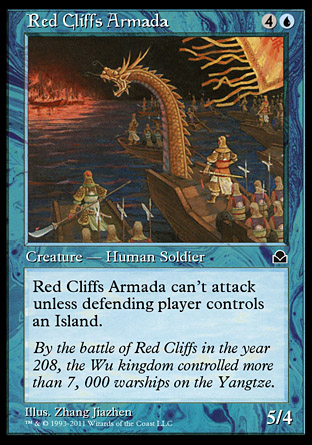 Red Cliffs Armada 4
Creature — Human Soldier
Red Cliffs Armada can't attack
unless defending player controls
an Island.
By the battle of Red Cliffs in the year
208, the Wu kingdom controlled more
than 7, 000 warships on the Yangtze.
Illus. Zhang Jiazhen
™ & © 1993-2011 Wizards of the Coast LLC
5/4